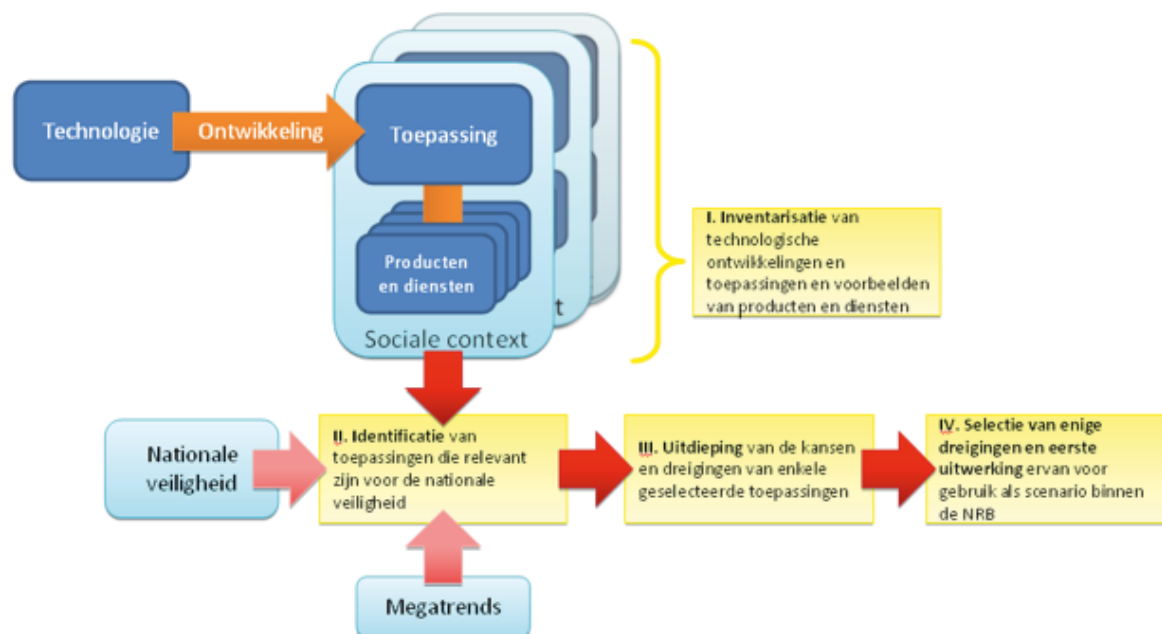 Technologie
Ontwikkeling
Toepassing
Producten
en diensten
t
Sociale context
I. Inventarisatie van
technologische
ontwikkelingen en
toepassingen en voorbeelden
van producten en diensten
Nationale
veiligheid
II. Identificatie van
toepassingen die relevant
zijn voor de nationale
veiligheid
III. Uitdieping van de kansen
en dreigingen van enkele
geselecteerde toepassingen
IV. Selectie van enige
dreigingen en eerste
uitwerking ervan voor
gebruik als scenario binnen
de NRB
Megatrends